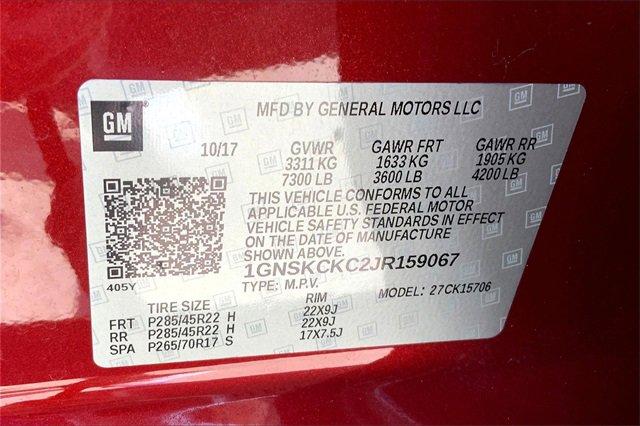 GM
MFD BY GENERAL MOTORS LLC
10/17 GVWR GAWR FRT GAWR RR
3311 KG 1633 KG 1905 KG
7300 LB 3600 LB 4200 LB
THIS VEHICLE CONFORMS TO ALL
APPLICABLE U.S. FEDERAL MOTOR
VEHICLE SAFETY STANDARDS IN EFFECT
ON THE DATE OF MANUFACTURE
SHOWN ABOVE.
1GNSKCKC2JR159067
405Y TYPE: M.P.V. MODEL: 27CK15706
TIRE SIZE RIM
FRT P285/45R22 H 22X9J
RR P285/45R22 H 22X9J
SPA P265/70R17 S 17X7.5J